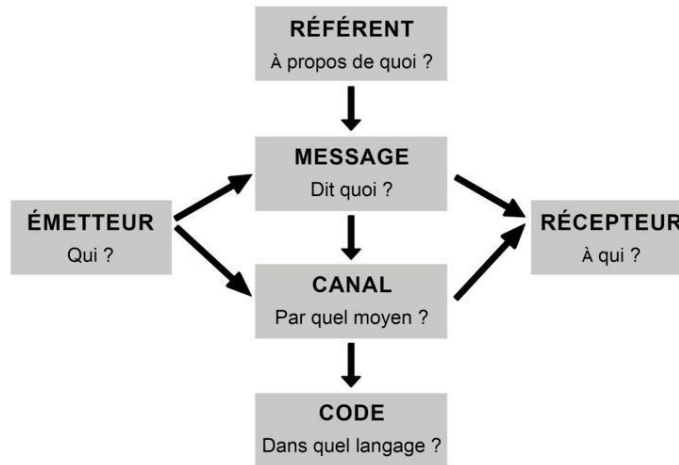 RÉFÉRENT
À propos de quoi ?
MESSAGE
Dit quoi ?
ÉMETTEUR
Qui ?
RÉCEPTEUR
À qui ?
CANAL
Par quel moyen ?
CODE
Dans quel langage ?